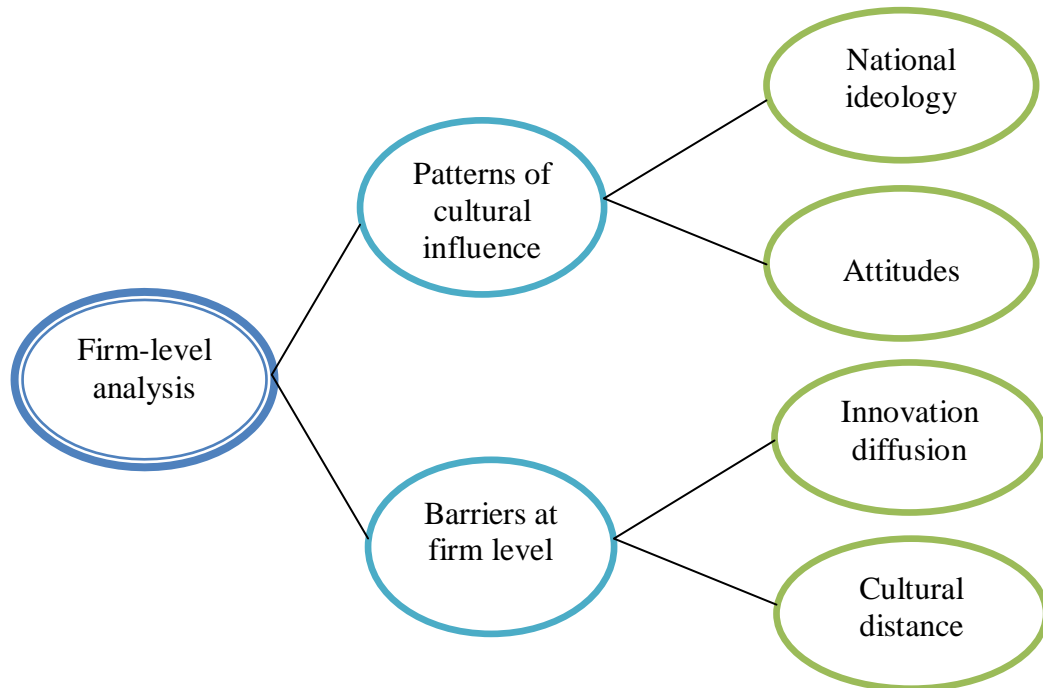 National
ideology
Patterns of
cultural
influence
Attitudes
Firm-level
analysis
Innovation
diffusion
Barriers at
firm level
Cultural
distance